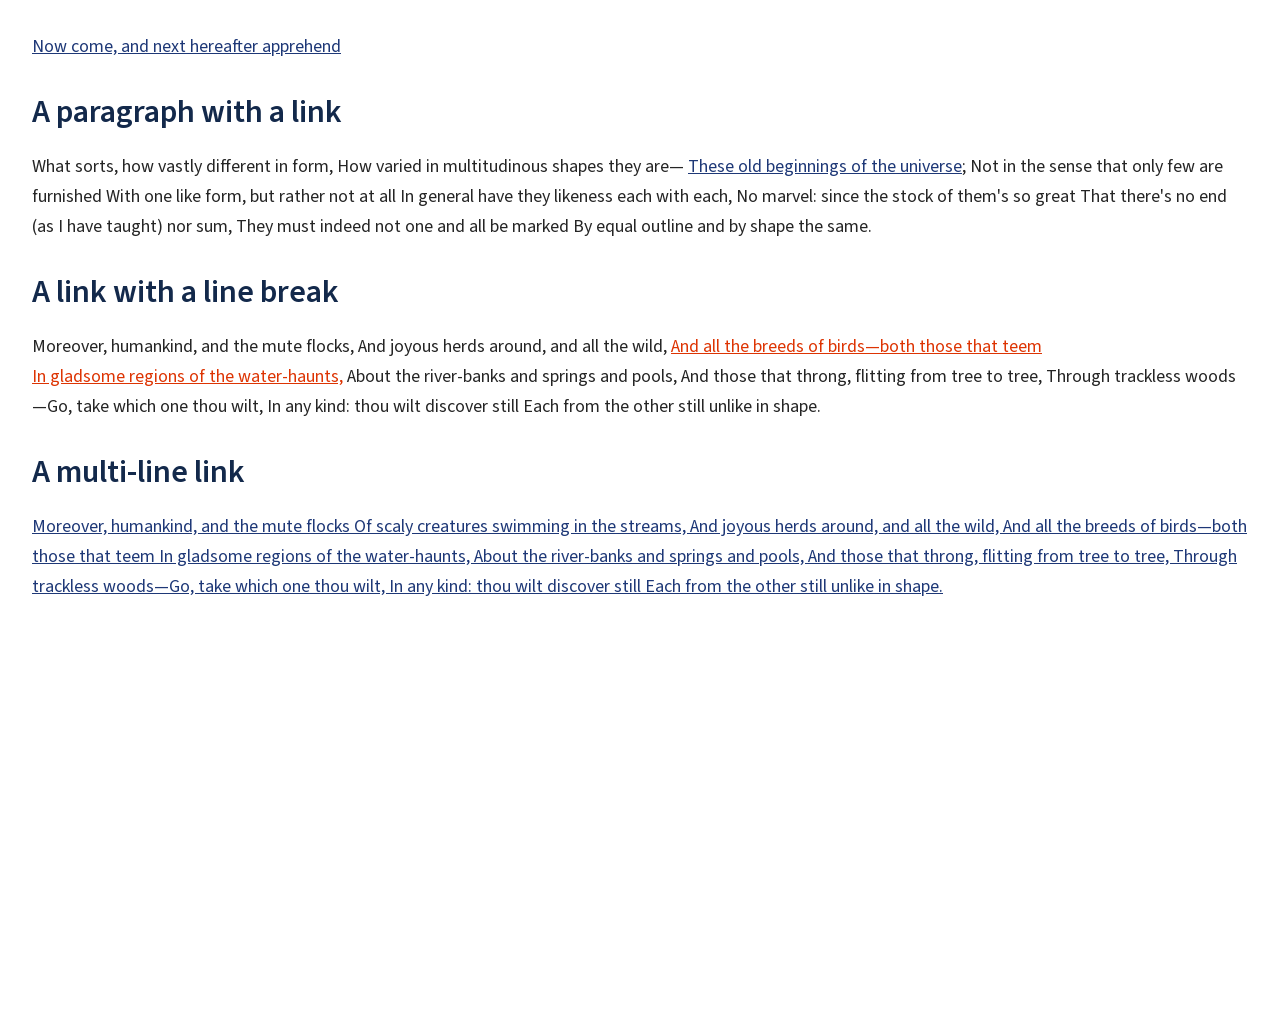 Now come, and next hereafter apprehend
A paragraph with a link
What sorts, how vastly different in form, How varied in multitudinous shapes they are— These old beginnings of the universe; Not in the sense that only few are
furnished With one like form, but rather not at all In general have they likeness each with each, No marvel: since the stock of them's so great That there's no end
(as I have taught) nor sum, They must indeed not one and all be marked By equal outline and by shape the same.
A link with a line break
Moreover, humankind, and the mute flocks, And joyous herds around, and all the wild, And all the breeds of birds—both those that teem
In gladsome regions of the water-haunts, About the river-banks and springs and pools, And those that throng, flitting from tree to tree, Through trackless woods
—Go, take which one thou wilt, In any kind: thou wilt discover still Each from the other still unlike in shape.
A multi-line link
Moreover, humankind, and the mute flocks Of scaly creatures swimming in the streams, And joyous herds around, and all the wild, And all the breeds of birds—both
those that teem In gladsome regions of the water-haunts, About the river-banks and springs and pools, And those that throng, flitting from tree to tree, Through
trackless woods—Go, take which one thou wilt, In any kind: thou wilt discover still Each from the other still unlike in shape.